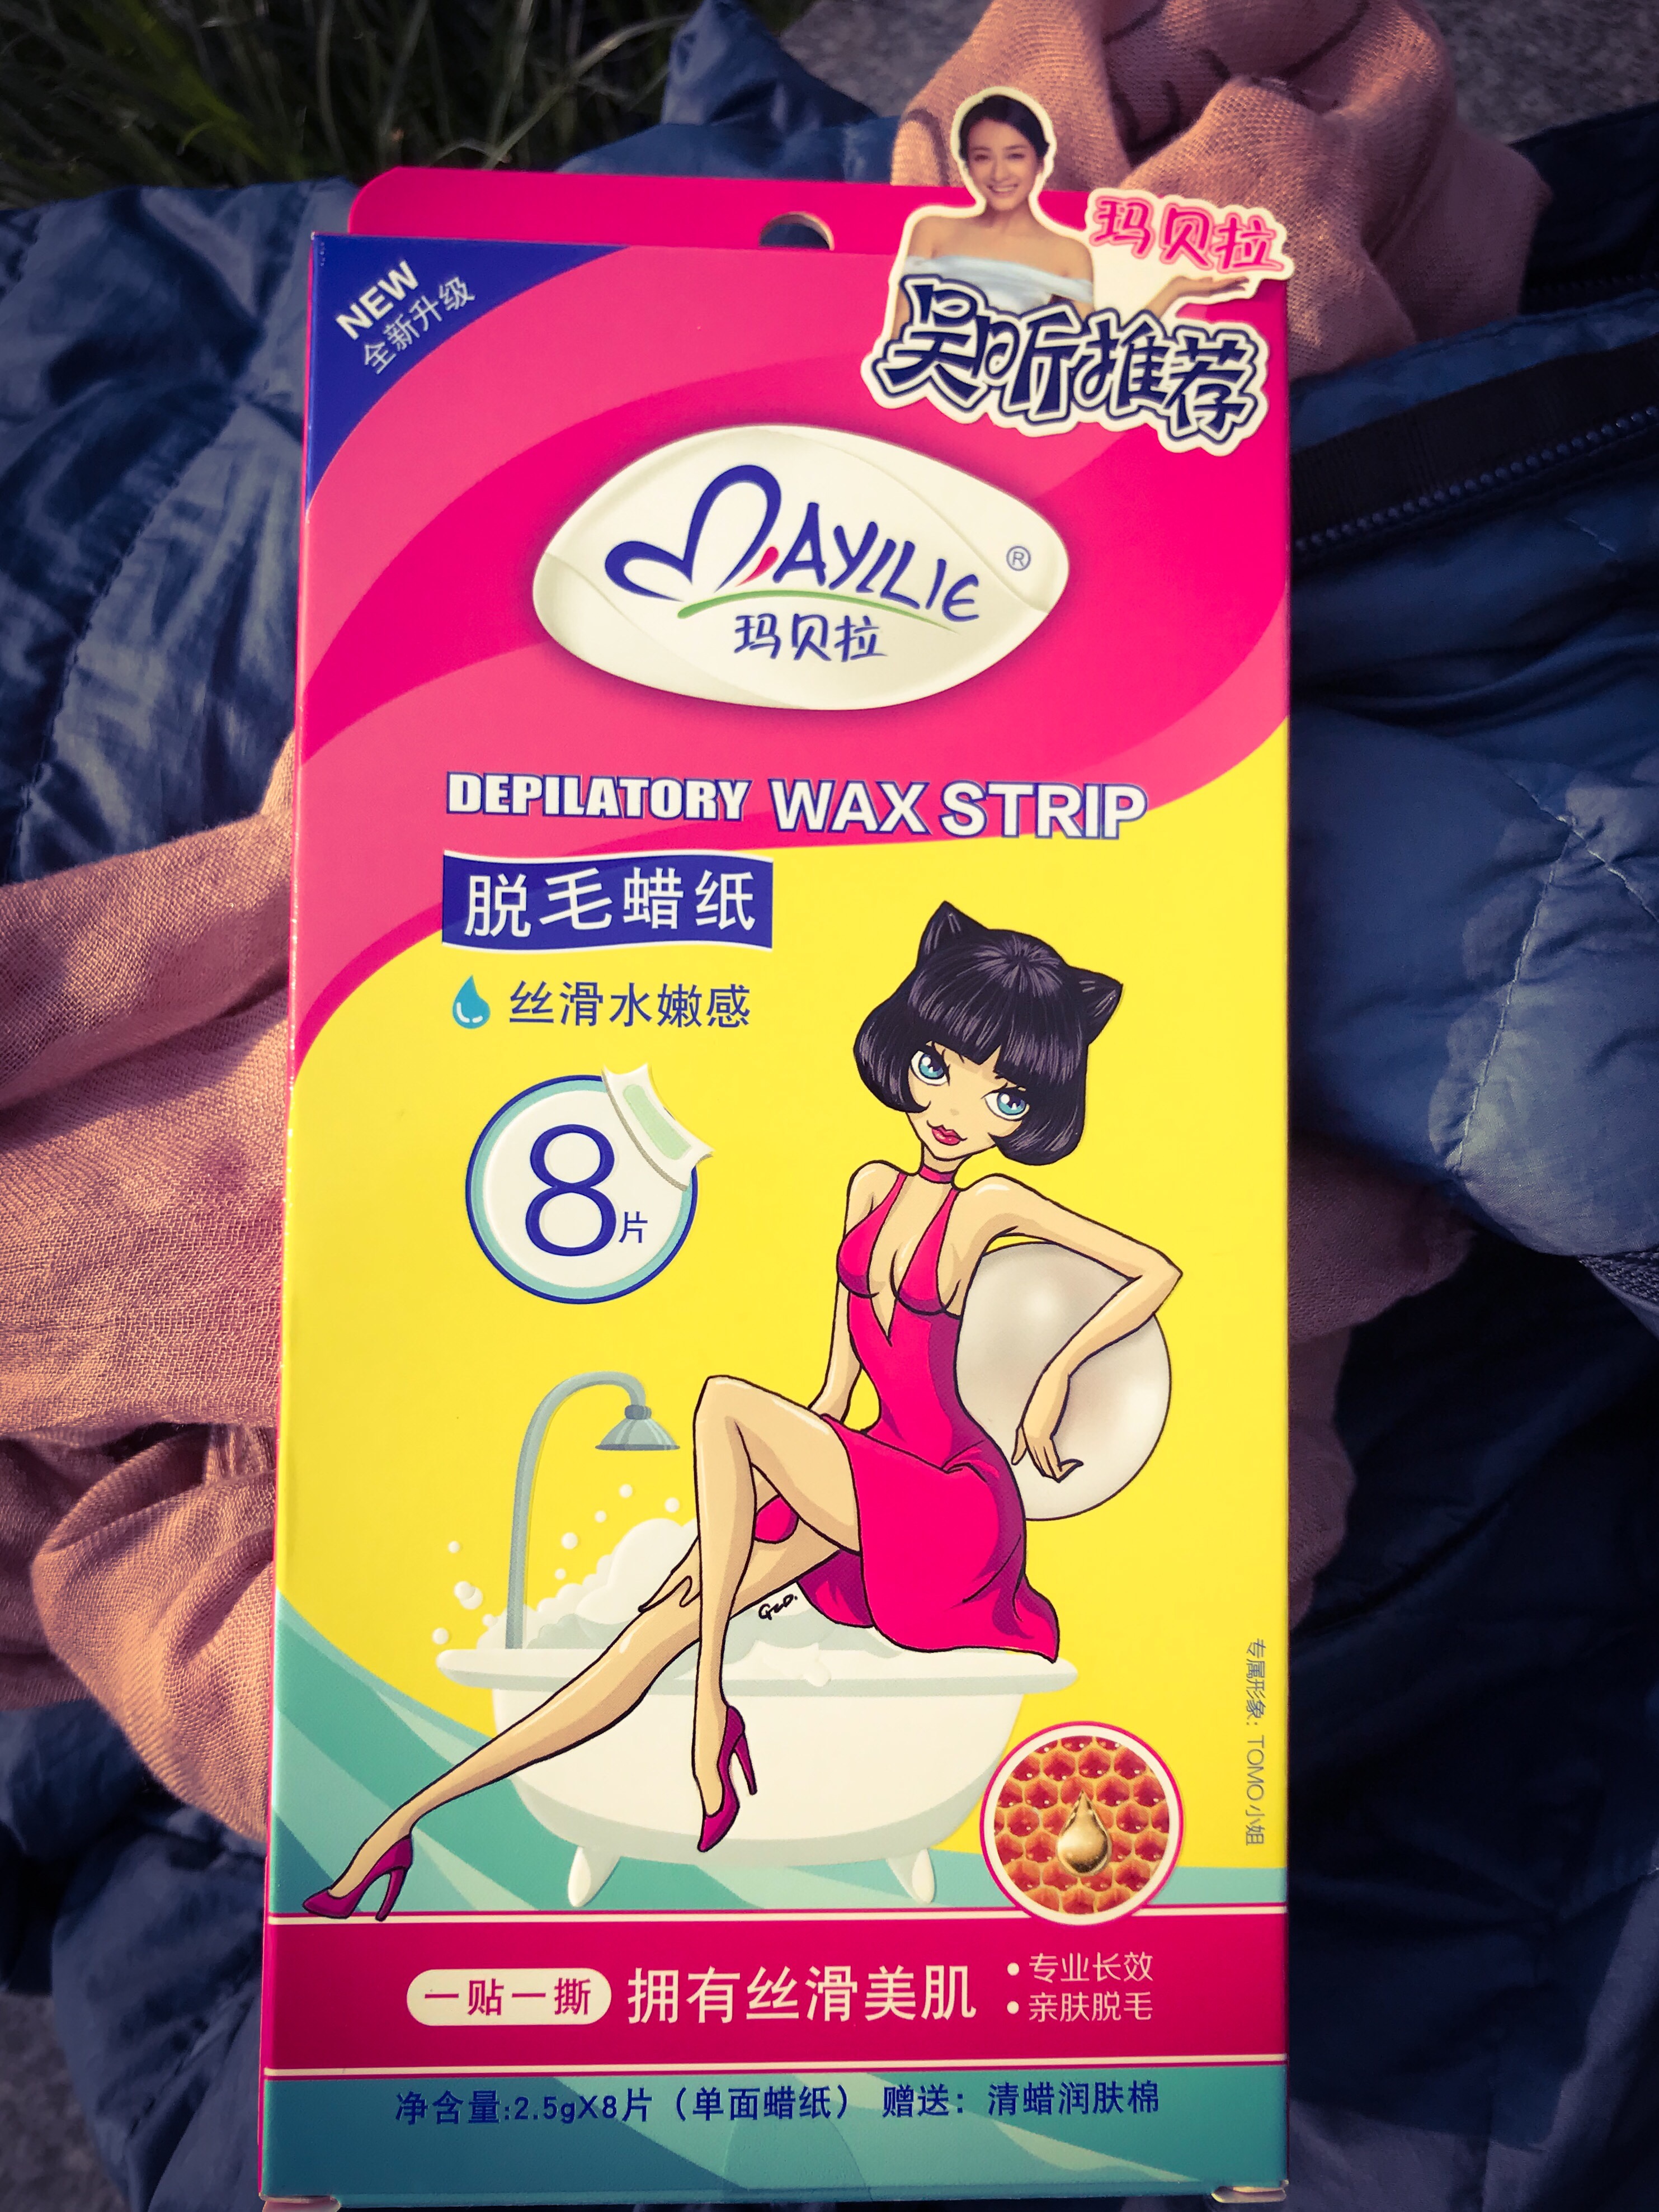 NEW
全新升级
玛贝拉
吴昕推荐
MAYLLIE ®
玛贝拉
DEPILATORY WAX STRIP
脱毛蜡纸
丝滑水嫩感
8片
专属形象：TOMO小姐
一贴一撕 拥有丝滑美肌
• 专业长效
• 亲肤脱毛
净含量:2.5gX8片（单面蜡纸） 赠送：清蜡润肤棉